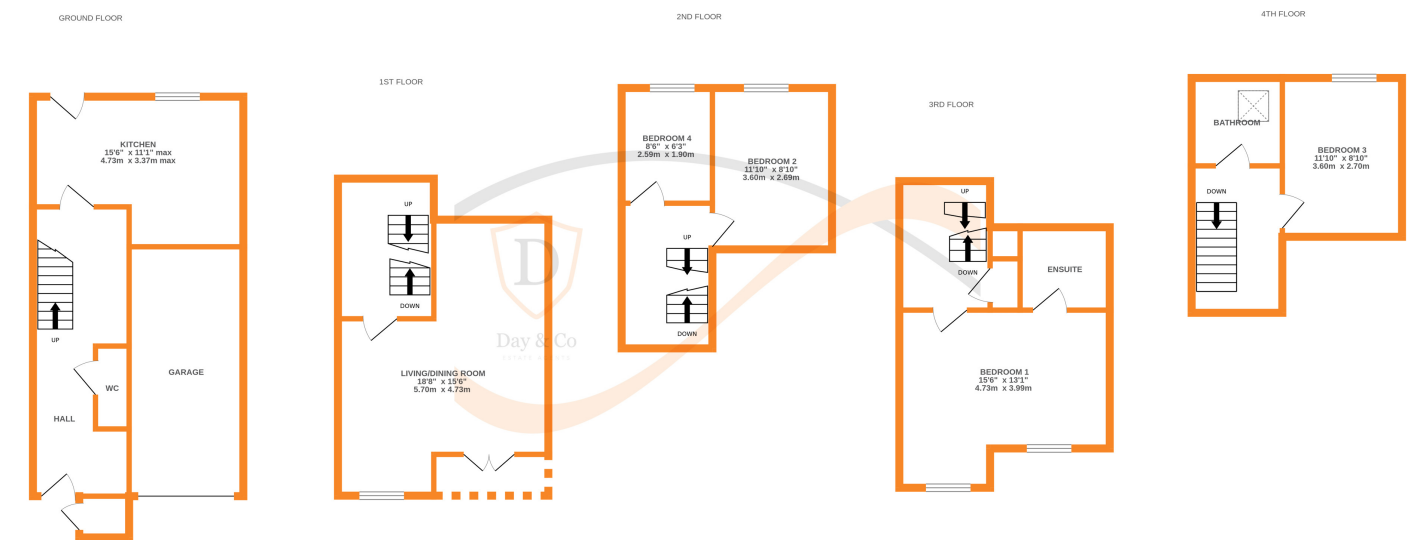 GROUND FLOOR
KITCHEN
15'6" x 11'1" max
4.73m x 3.37m max
UP
WC
HALL
GARAGE
1ST FLOOR
UP
DOWN
LIVING/DINING ROOM
18'8" x 15'6"
5.70m x 4.73m
D
Day & Co
2ND FLOOR
BEDROOM 4
8'6" x 6'3"
2.59m x 1.90m
BEDROOM 2
11'10" x 8'10"
3.60m x 2.69m
UP
DOWN
3RD FLOOR
UP
DOWN
ENSUITE
BEDROOM 1
15'6" x 13'1"
4.73m x 3.99m
4TH FLOOR
BATHROOM
BEDROOM 3
11'10" x 8'10"
3.60m x 2.70m
DOWN